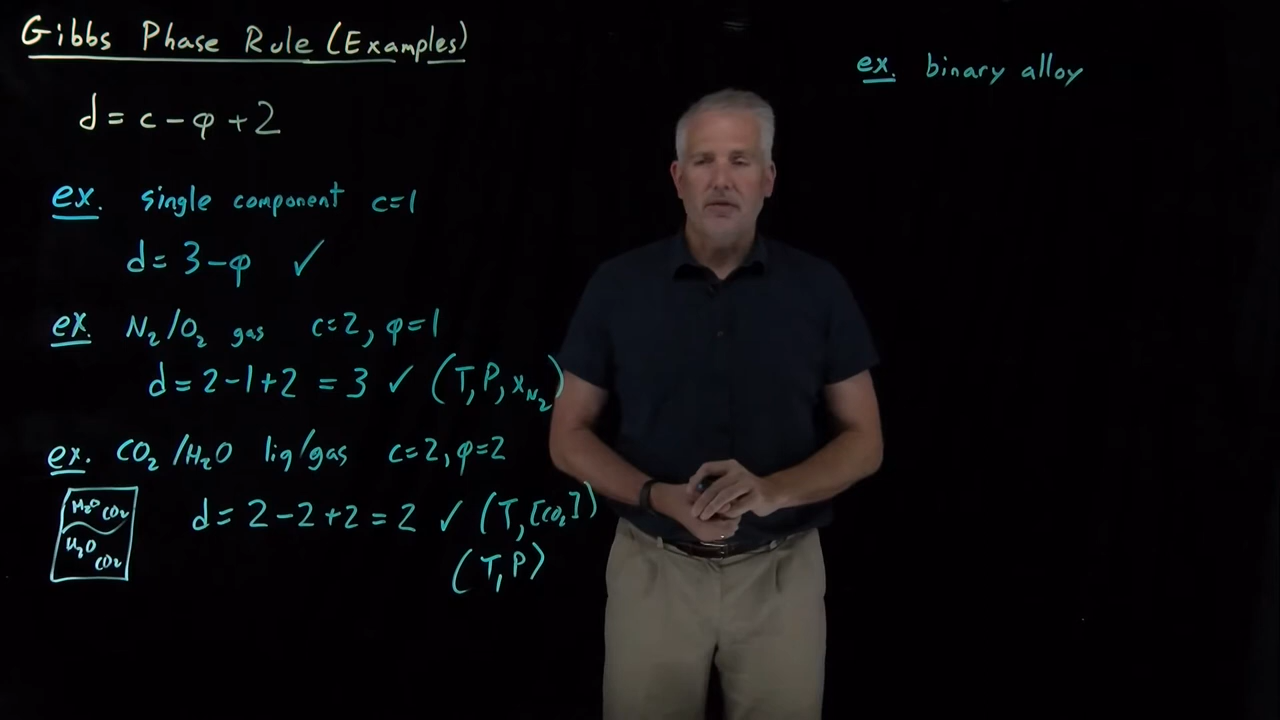 Gibbs Phase Rule (Examples)
d = c - φ + 2
ex. single component c=1
d = 3-φ ✓
ex. N₂/O₂ gas c=2, φ=1
d = 2-1+2 = 3 ✓ (T, P, x_N₂)
ex. CO₂/H₂O liq/gas c=2, φ=2
H₂O CO₂
H₂O
CO₂
d = 2-2+2 = 2 ✓ (T, [CO₂])
(T, P)
ex. binary alloy